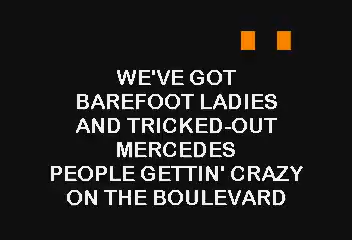 WE'VE GOT
BAREFOOT LADIES
AND TRICKED-OUT
MERCEDES
PEOPLE GETTIN' CRAZY
ON THE BOULEVARD